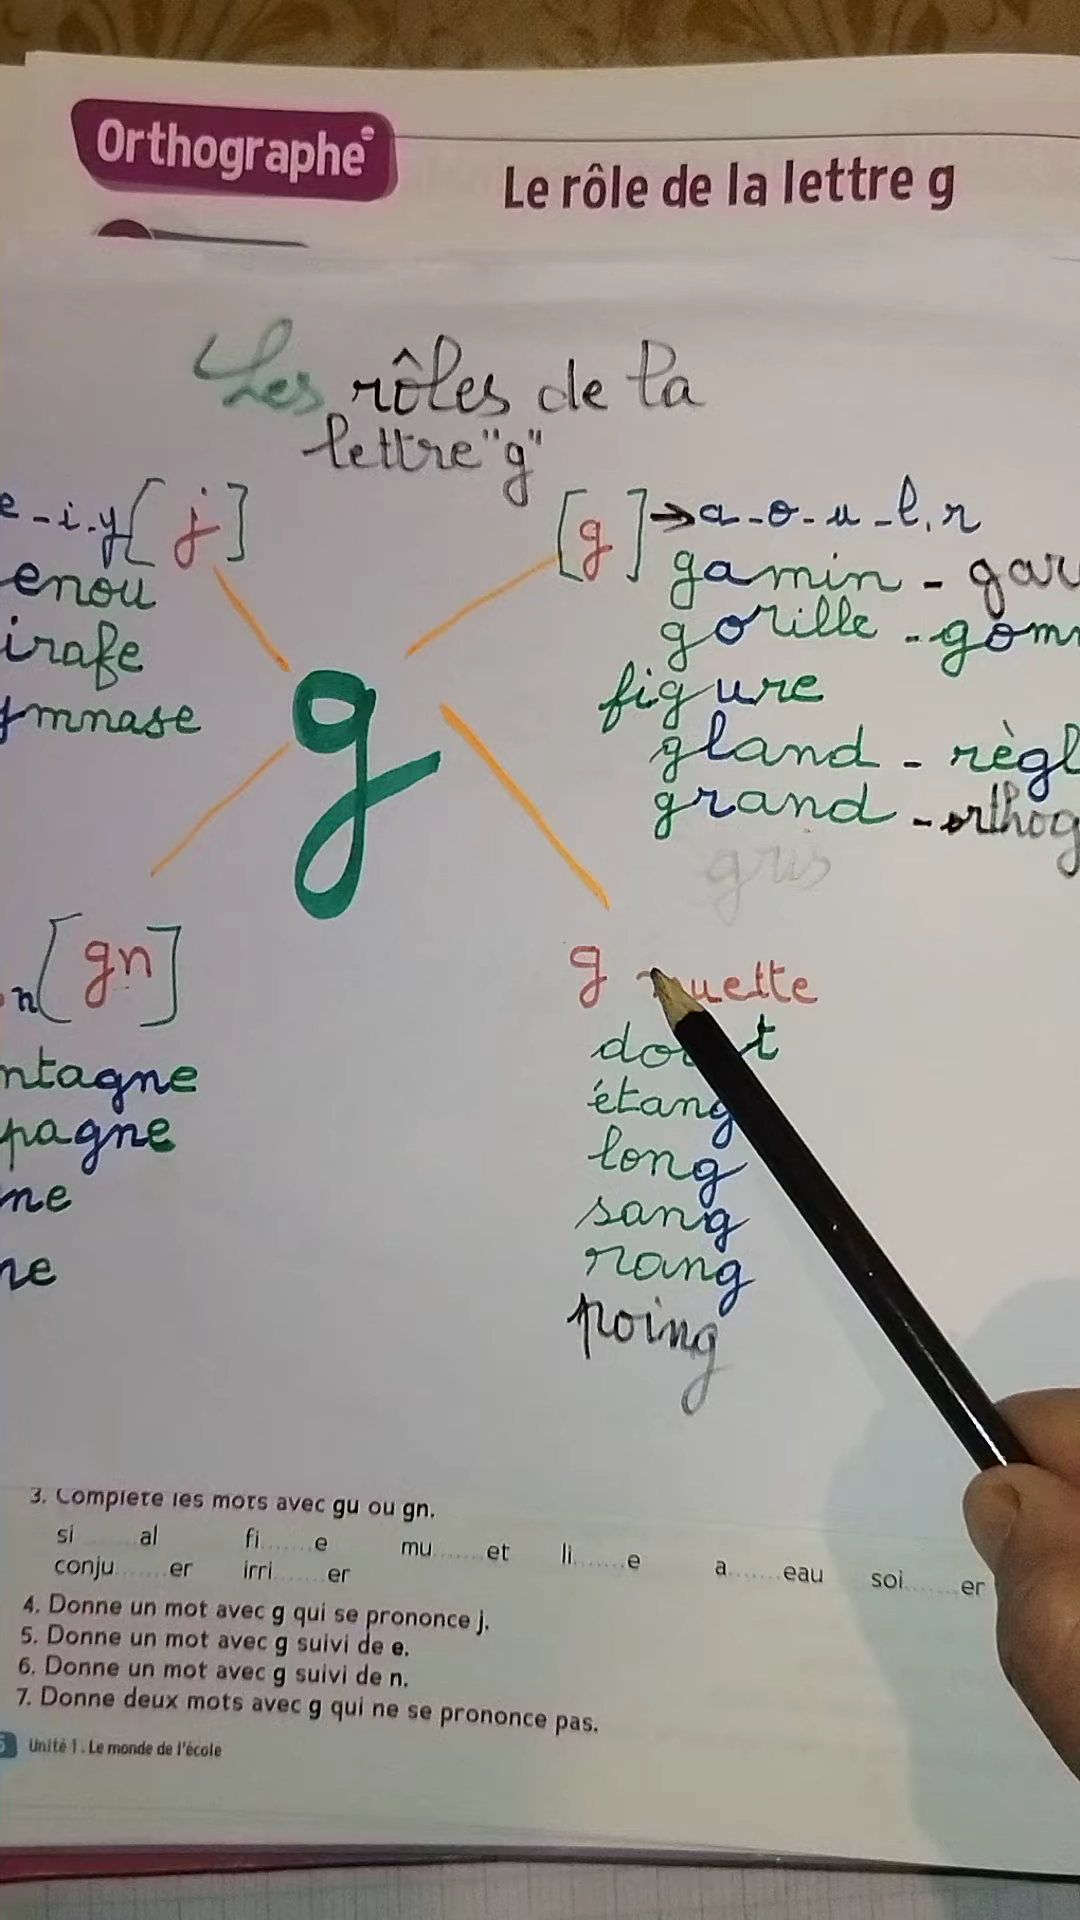 Orthographe
Le rôle de la lettre g
Les rôles de la
lettre "g"
e - i - y [j]
enou
irafe
ymnase
g
[g] → a - o - u - l, r
gamin - gar
gorille - gom
figure
gland - règl
grand - orthog
gris
n [gn]
ntagne
pagne
ne
ne
g uette
do t
étang
long
sang
rang
poing
3. Complète les mots avec gu ou gn.
si al fi.......e mu.......et li.......e a.......eau soi.......er
conju.......er irri.......er
4. Donne un mot avec g qui se prononce j.
5. Donne un mot avec g suivi de e.
6. Donne un mot avec g suivi de n.
7. Donne deux mots avec g qui ne se prononce pas.
Unité 1 . Le monde de l'école